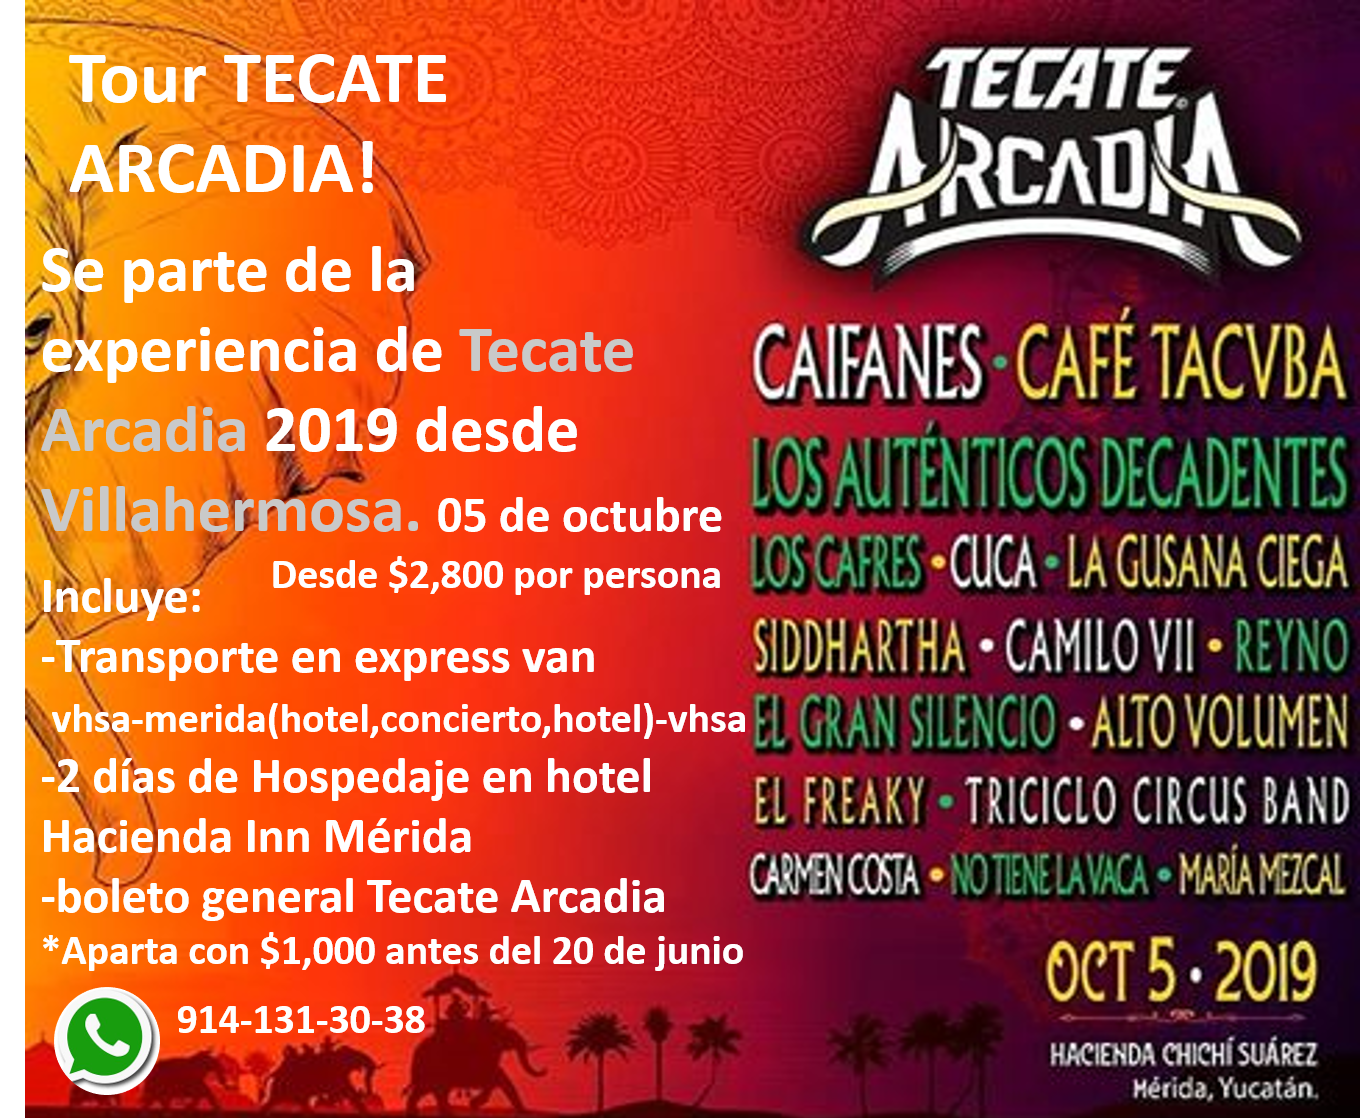 Tour TECATE
ARCADIA!
Se parte de la
experiencia de Tecate
Arcadia 2019 desde
Villahermosa. 05 de octubre
Desde $2,800 por persona
Incluye:
-Transporte en express van
vhsa-merida(hotel,concierto,hotel)-vhsa
-2 días de Hospedaje en hotel
Hacienda Inn Mérida
-boleto general Tecate Arcadia
*Aparta con $1,000 antes del 20 de junio
914-131-30-38
TECATE
ARCADIA
CAIFANES • CAFÉ TACVBA
LOS AUTÉNTICOS DECADENTES
LOS CAFRES • CUCA • LA GUSANA CIEGA
SIDDHARTHA • CAMILO VII • REYNO
EL GRAN SILENCIO • ALTO VOLUMEN
EL FREAKY • TRICICLO CIRCUS BAND
CARMEN COSTA • NO TIENE LA VACA • MARÍA MEZCAL
OCT 5 • 2019
HACIENDA CHICHÍ SUÁREZ
Mérida, Yucatán.